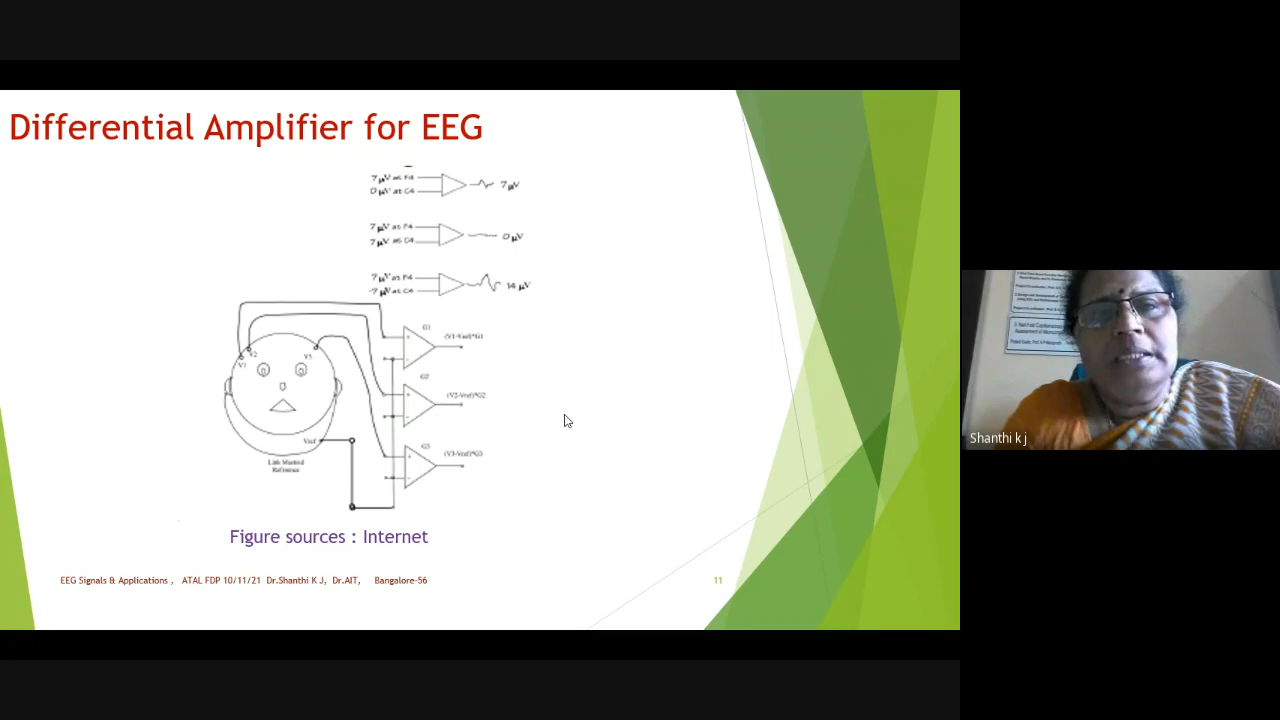 Differential Amplifier for EEG
7 µV at F4
0 µV at C4
7 µV
7 µV at F4
7 µV at C4
0 µV
7 µV at F4
-7 µV at C4
14 µV
G1
(V1-Vref)*G1
V2
V3
V1
G2
(V2-Vref)*G2
Vref
G3
(V3-Vref)*G3
Link Mastoid
Reference
Figure sources : Internet
EEG Signals & Applications , ATAL FDP 10/11/21 Dr.Shanthi K J, Dr.AIT, Bangalore-56
11
Shanthi k j